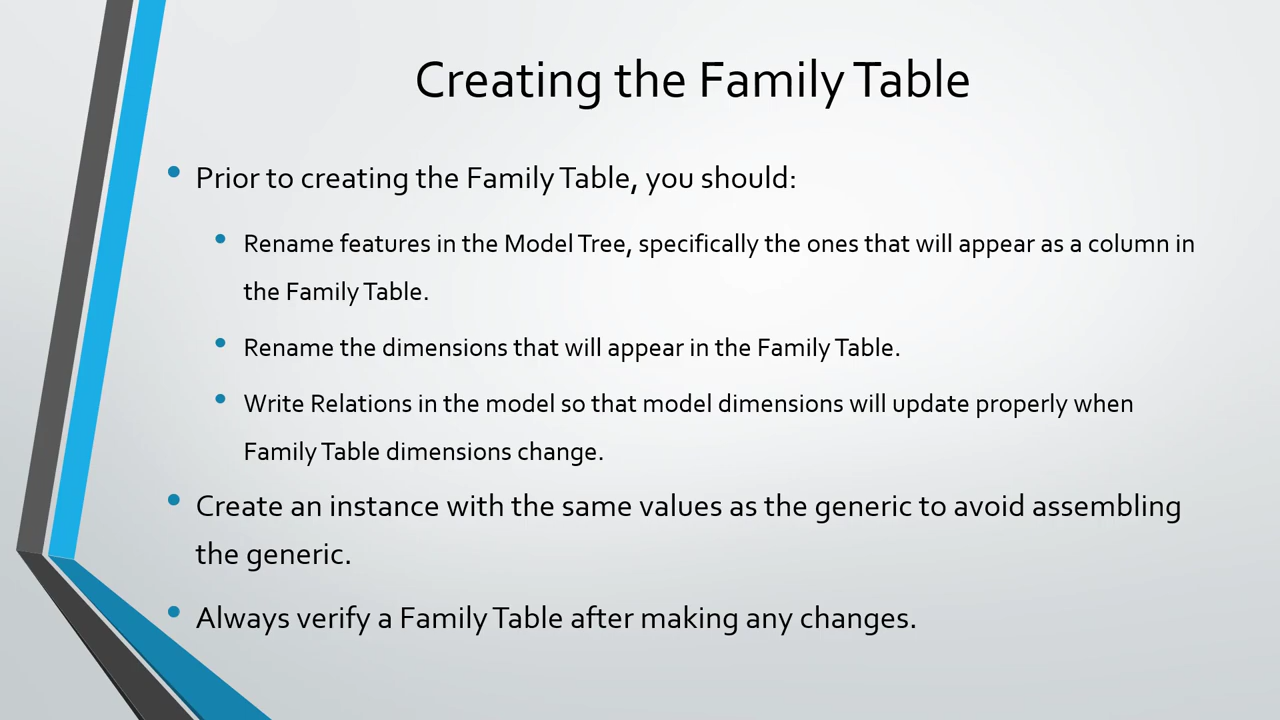 Creating the Family Table
• Prior to creating the Family Table, you should:
• Rename features in the Model Tree, specifically the ones that will appear as a column in
the Family Table.
• Rename the dimensions that will appear in the Family Table.
• Write Relations in the model so that model dimensions will update properly when
Family Table dimensions change.
• Create an instance with the same values as the generic to avoid assembling
the generic.
• Always verify a Family Table after making any changes.